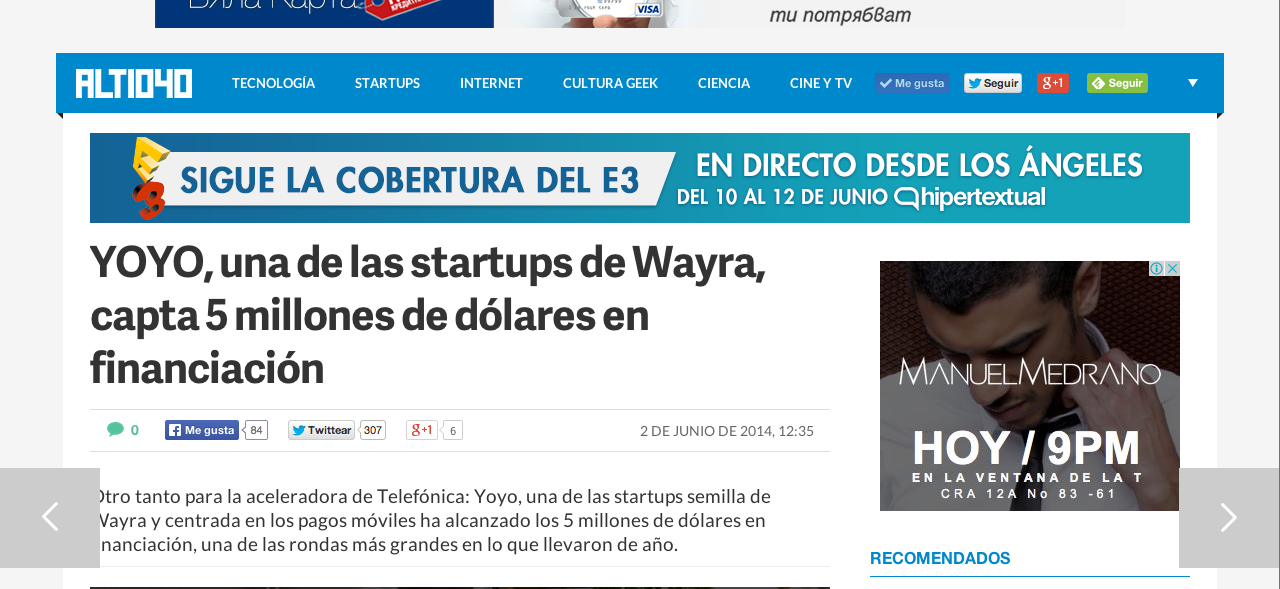 Бяла карта
VISA
ти потрябват
ALT1040
TECNOLOGÍA
STARTUPS
INTERNET
CULTURA GEEK
CIENCIA
CINE Y TV
Me gusta
Seguir
g+1
Seguir
E3
SIGUE LA COBERTURA DEL E3
EN DIRECTO DESDE LOS ÁNGELES
DEL 10 AL 12 DE JUNIO hipertextual
YOYO, una de las startups de Wayra,
capta 5 millones de dólares en
financiación
0
Me gusta
84
Twittear
307
g+1
6
2 DE JUNIO DE 2014, 12:35
Otro tanto para la aceleradora de Telefónica: Yoyo, una de las startups semilla de
Wayra y centrada en los pagos móviles ha alcanzado los 5 millones de dólares en
financiación, una de las rondas más grandes en lo que llevaron de año.
MANUELMEDRANO
HOY / 9PM
EN LA VENTANA DE LA T
CRA 12A No 83 -61
RECOMENDADOS